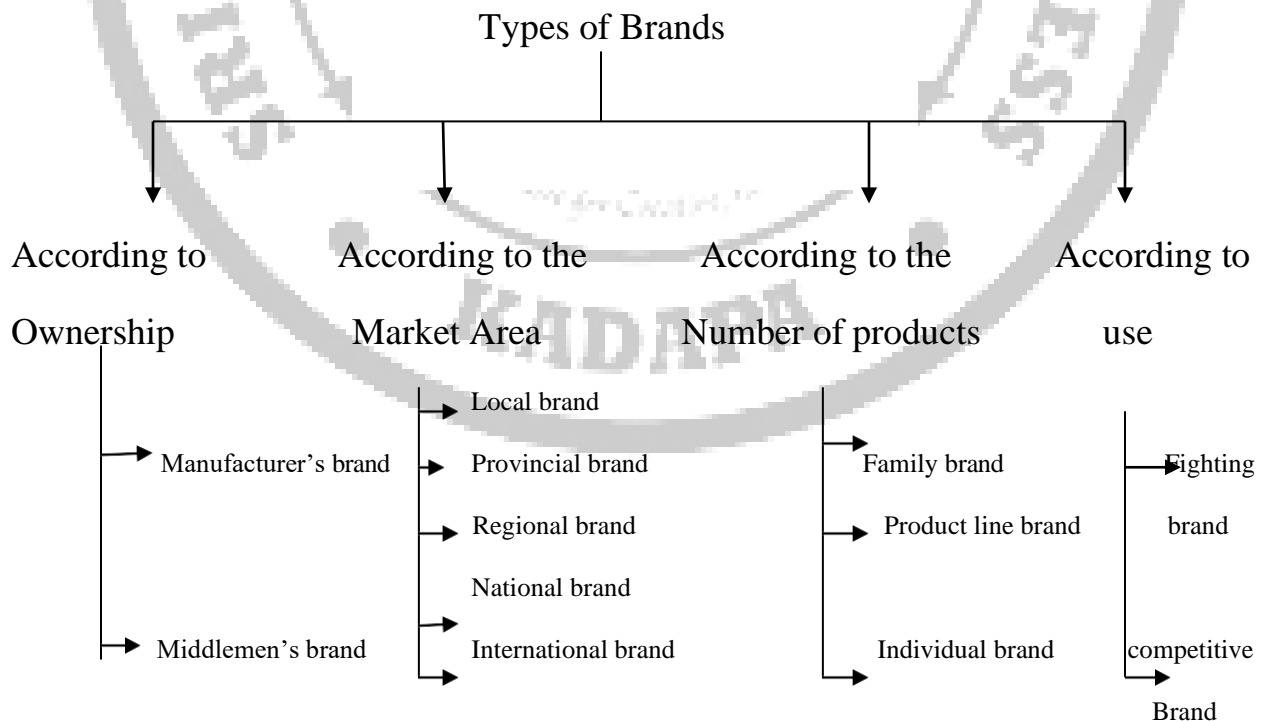 Types of Brands
According to
Ownership
Manufacturer’s brand
Middlemen’s brand
According to the
Market Area
Local brand
Provincial brand
Regional brand
National brand
International brand
According to the
Number of products
Family brand
Product line brand
Individual brand
According to
use
Fighting
brand
competitive
Brand
SRI
KADAPA